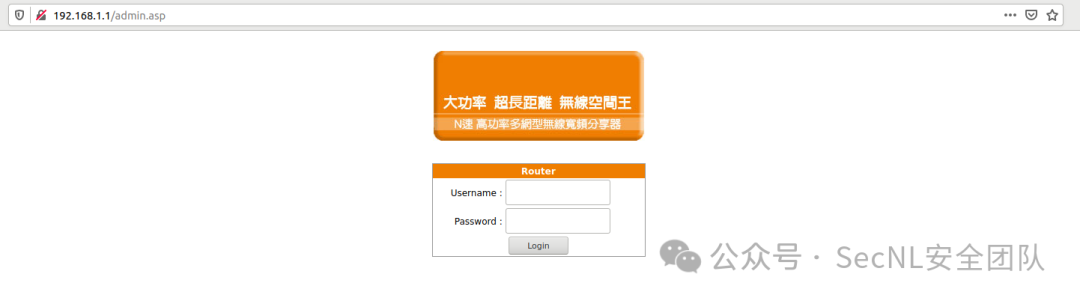 192.168.1.1/admin.asp
大功率 超長距離 無線空間王
N速 高功率多網型無線寬頻分享器
Router
Username :
Password :
Login
公众号 · SecNL安全团队